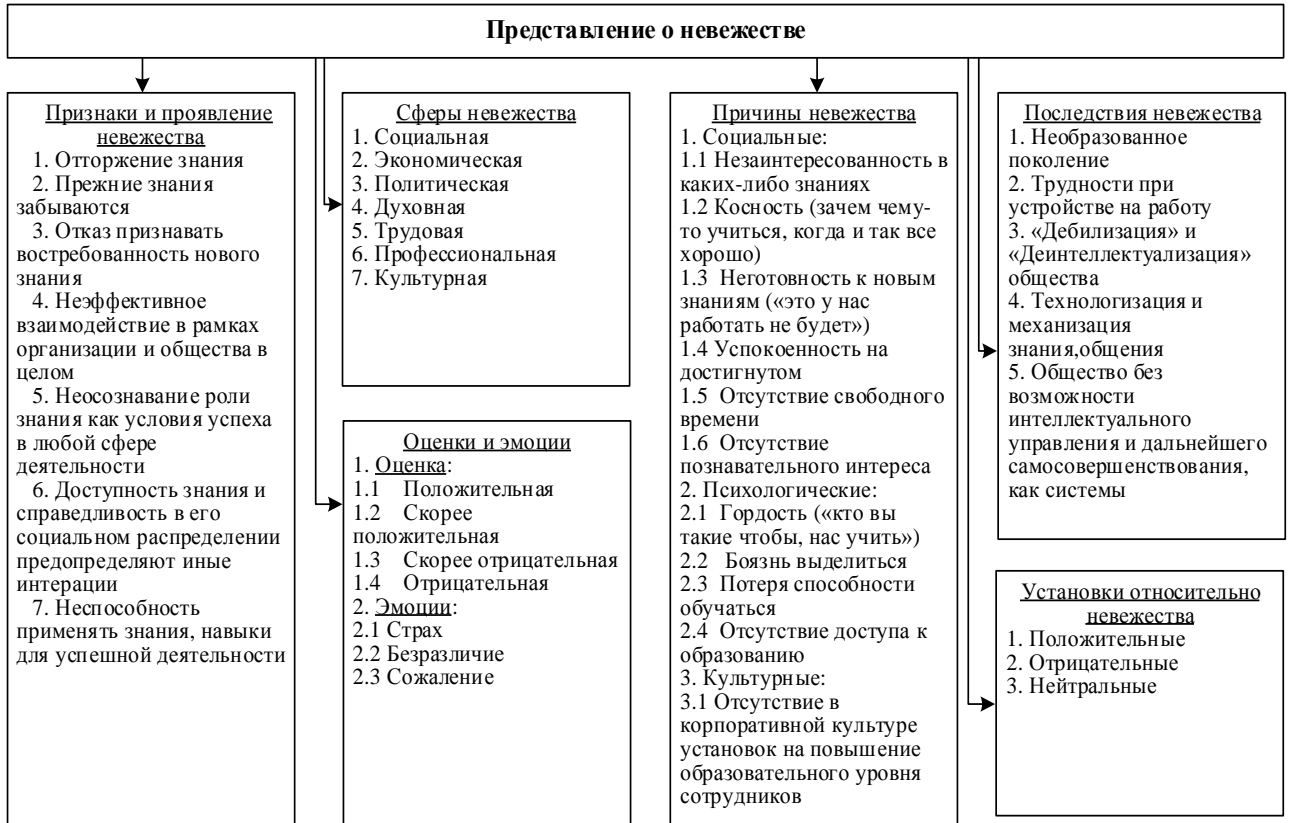 Представление о невежестве
Признаки и проявление
невежества
1. Отторжение знания
2. Прежние знания
забываются
3. Отказ признавать
востребованность нового
знания
4. Неэффективное
взаимодействие в рамках
организации и общества в
целом
5. Неосознавание роли
знания как условия успеха
в любой сфере
деятельности
6. Доступность знания и
справедливость в его
социальном распределении
предопределяют иные
интерации
7. Неспособность
применять знания, навыки
для успешной деятельности
Сферы невежества
1. Социальная
2. Экономическая
3. Политическая
4. Духовная
5. Трудовая
6. Профессиональная
7. Культурная
Оценки и эмоции
1. Оценка:
1.1 Положительная
1.2 Скорее
положительная
1.3 Скорее отрицательная
1.4 Отрицательная
2. Эмоции:
2.1 Страх
2.2 Безразличие
2.3 Сожаление
Причины невежества
1. Социальные:
1.1 Незаинтересованность в
каких-либо знаниях
1.2 Косность (зачем чему-
то учиться, когда и так все
хорошо)
1.3 Неготовность к новым
знаниям («это у нас
работать не будет»)
1.4 Успокоенность на
достигнутом
1.5 Отсутствие свободного
времени
1.6 Отсутствие
познавательного интереса
2. Психологические:
2.1 Гордость («кто вы
такие чтобы, нас учить»)
2.2 Боязнь выделиться
2.3 Потеря способности
обучаться
2.4 Отсутствие доступа к
образованию
3. Культурные:
3.1 Отсутствие в
корпоративной культуре
установок на повышение
образовательного уровня
сотрудников
Последствия невежества
1. Необразованное
поколение
2. Трудности при
устройстве на работу
3. «Дебилизация» и
«Деинтеллектуализация»
общества
4. Технологизация и
механизация
знания,общения
5. Общество без
возможности
интеллектуального
управления и дальнейшего
самосовершенствования,
как системы
Установки относительно
невежества
1. Положительные
2. Отрицательные
3. Нейтральные